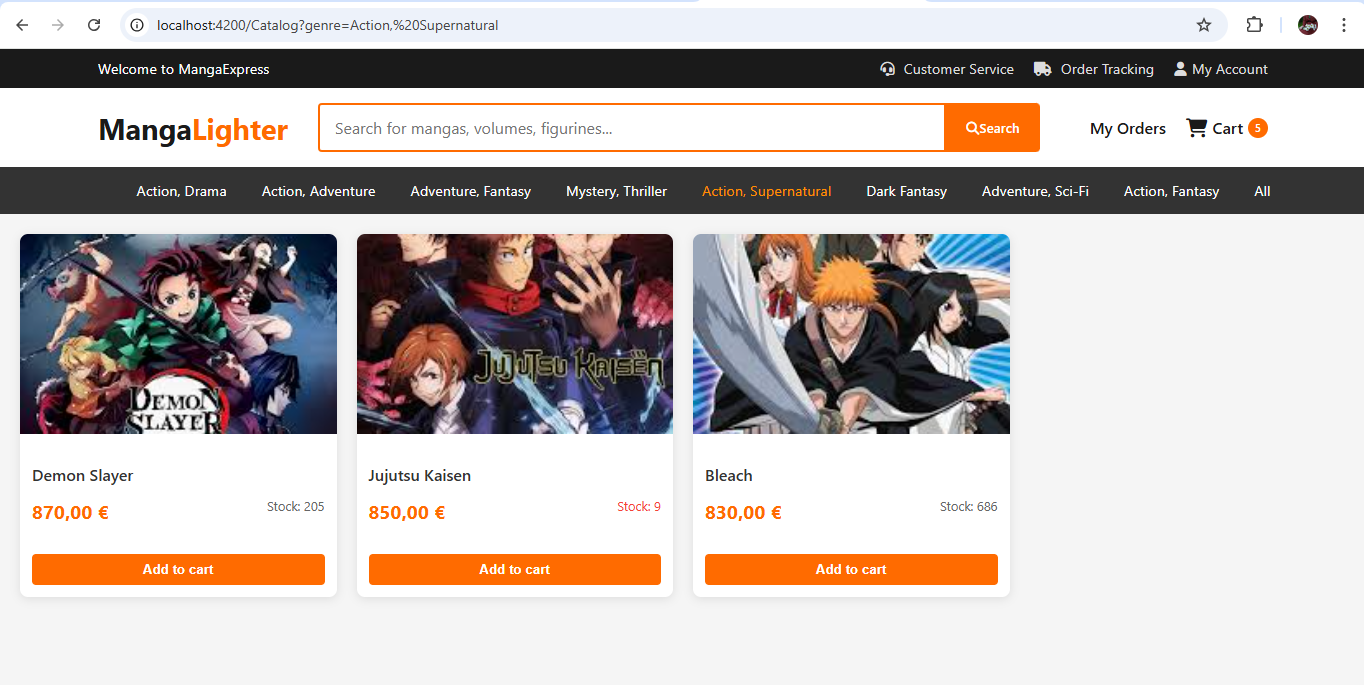 localhost:4200/Catalog?genre=Action,%20Supernatural
Welcome to MangaExpress
Customer Service
Order Tracking
My Account
MangaLighter
Search for mangas, volumes, figurines...
Search
My Orders
Cart 5
Action, Drama
Action, Adventure
Adventure, Fantasy
Mystery, Thriller
Action, Supernatural
Dark Fantasy
Adventure, Sci-Fi
Action, Fantasy
All
DEMON
SLAYER
JUJUTSU KAISEN
Demon Slayer
870,00 €
Stock: 205
Add to cart
Jujutsu Kaisen
850,00 €
Stock: 9
Add to cart
Bleach
830,00 €
Stock: 686
Add to cart